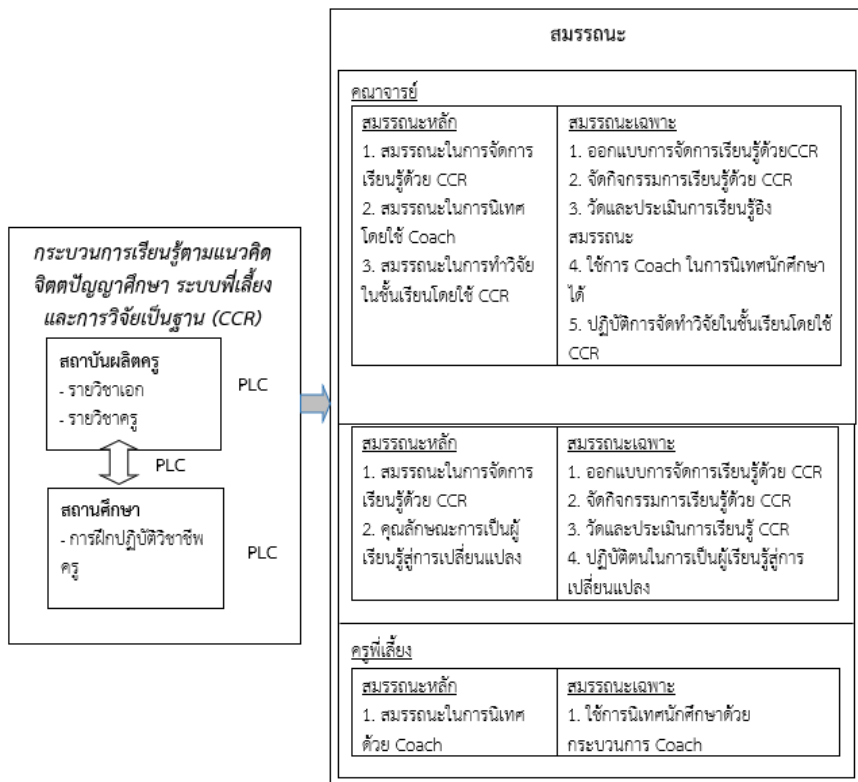 กระบวนการเรียนรู้ตามแนวคิด
จิตตปัญญาศึกษา ระบบพี่เลี้ยง
และการวิจัยเป็นฐาน (CCR)
สถาบันผลิตครู
- รายวิชาเอก
- รายวิชาครู
PLC
PLC
สถานศึกษา
- การฝึกปฏิบัติวิชาชีพ
ครู
PLC
สมรรถนะ
คณาจารย์
สมรรถนะหลัก
1. สมรรถนะในการจัดการ
เรียนรู้ด้วย CCR
2. สมรรถนะในการนิเทศ
โดยใช้ Coach
3. สมรรถนะในการทำวิจัย
ในชั้นเรียนโดยใช้ CCR
สมรรถนะเฉพาะ
1. ออกแบบการจัดการเรียนรู้ด้วยCCR
2. จัดกิจกรรมการเรียนรู้ด้วย CCR
3. วัดและประเมินการเรียนรู้อิง
สมรรถนะ
4. ใช้การ Coach ในการนิเทศนักศึกษา
ได้
5. ปฏิบัติการจัดทำวิจัยในชั้นเรียนโดยใช้
CCR
สมรรถนะหลัก
1. สมรรถนะในการจัดการ
เรียนรู้ด้วย CCR
2. คุณลักษณะการเป็นผู้
เรียนรู้สู่การเปลี่ยนแปลง
สมรรถนะเฉพาะ
1. ออกแบบการจัดการเรียนรู้ด้วย CCR
2. จัดกิจกรรมการเรียนรู้ด้วย CCR
3. วัดและประเมินการเรียนรู้ CCR
4. ปฏิบัติตนในการเป็นผู้เรียนรู้สู่การ
เปลี่ยนแปลง
ครูพี่เลี้ยง
สมรรถนะหลัก
1. สมรรถนะในการนิเทศ
ด้วย Coach
สมรรถนะเฉพาะ
1. ใช้การนิเทศนักศึกษาด้วย
กระบวนการ Coach